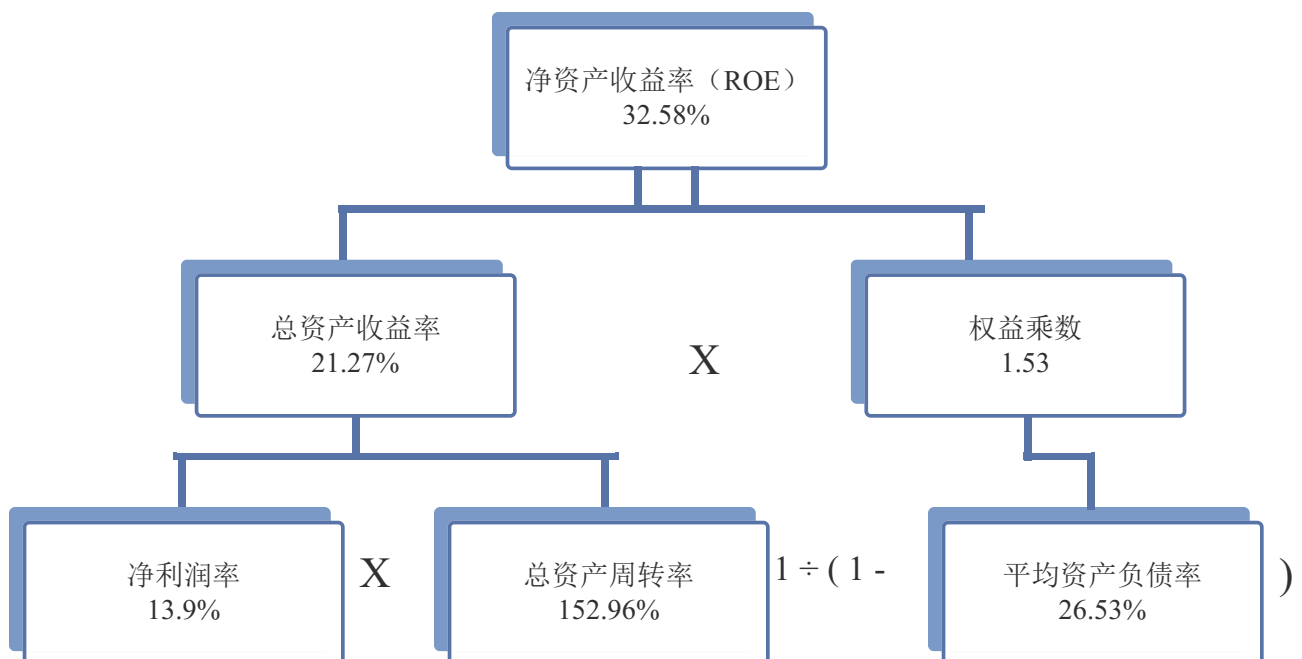 净资产收益率（ROE）
32.58%
总资产收益率
21.27%
X
权益乘数
1.53
净利润率
13.9%
X
总资产周转率
152.96%
1 ÷ ( 1 -
平均资产负债率
26.53%
)